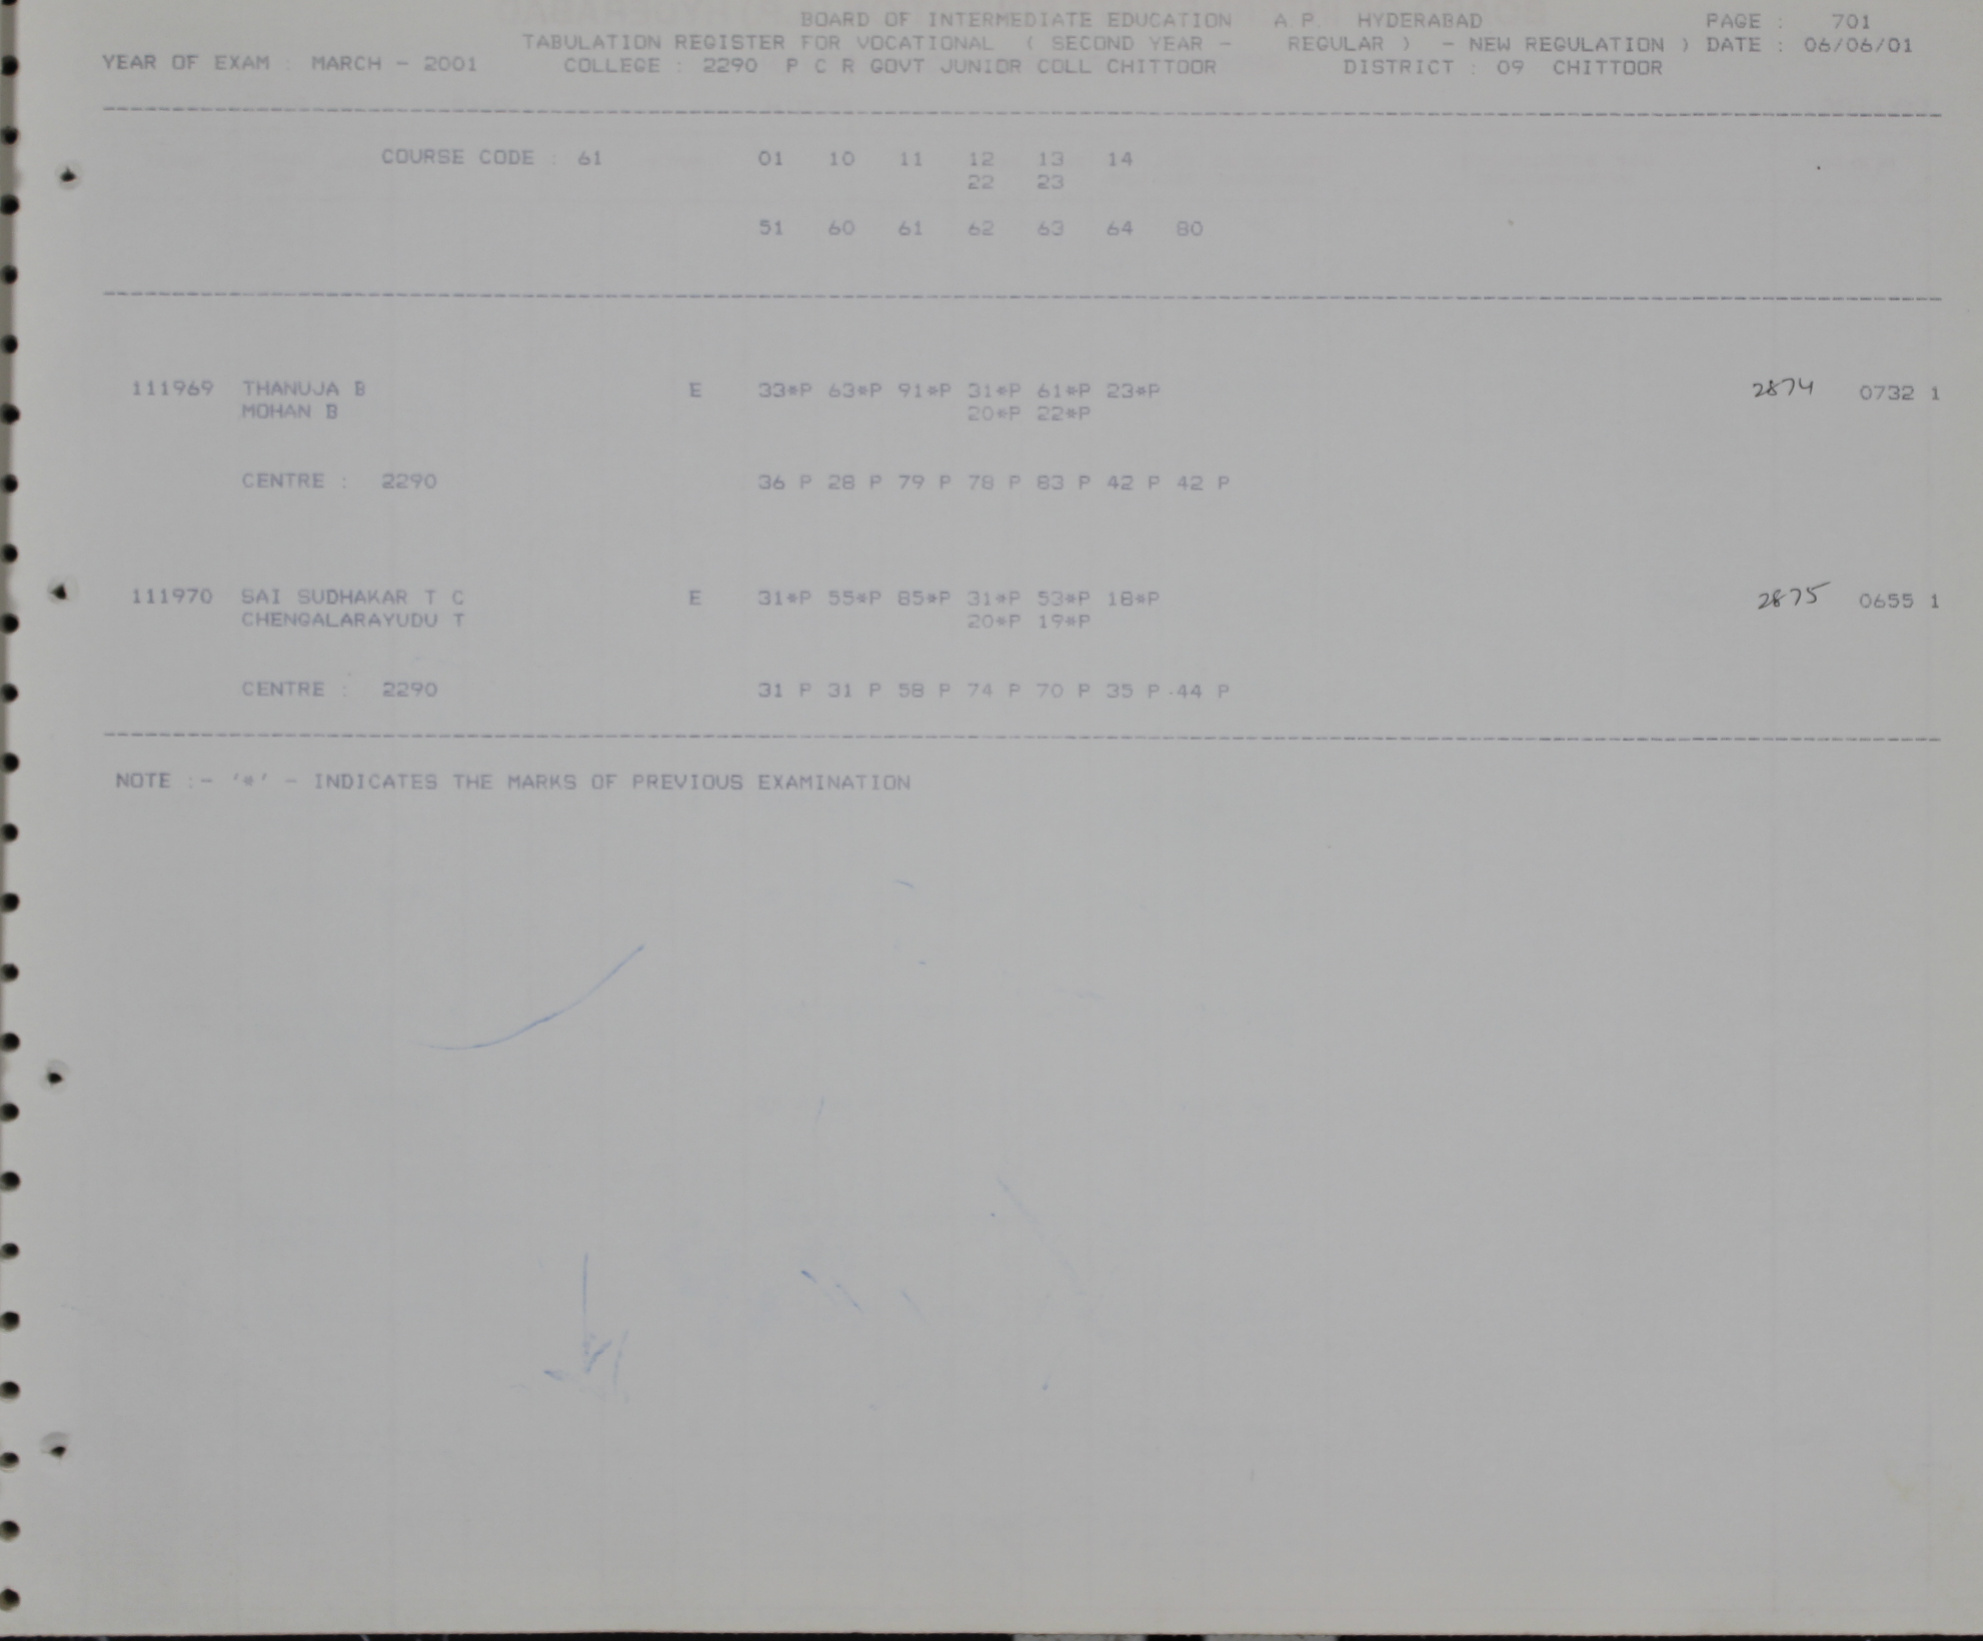 BOARD OF INTERMEDIATE EDUCATION A.P. HYDERABAD PAGE : 701
TABULATION REGISTER FOR VOCATIONAL ( SECOND YEAR - REGULAR ) - NEW REGULATION ) DATE : 06/06/01
YEAR OF EXAM : MARCH - 2001 COLLEGE : 2290 P C R GOVT JUNIOR COLL CHITTOOR DISTRICT : 09 CHITTOOR
COURSE CODE : 61 01 10 11 12 13 14
22 23
51 60 61 62 63 64 80
111969 THANUJA B E 33*P 63*P 91*P 31*P 61*P 23*P 2874 0732 1
MOHAN B 20*P 22*P
CENTRE : 2290 36 P 28 P 79 P 78 P 83 P 42 P 42 P
111970 SAI SUDHAKAR T C E 31*P 55*P 85*P 31*P 53*P 18*P 2875 0655 1
CHENGALARAYUDU T 20*P 19*P
CENTRE : 2290 31 P 31 P 58 P 74 P 70 P 35 P 44 P
NOTE :- '*' - INDICATES THE MARKS OF PREVIOUS EXAMINATION